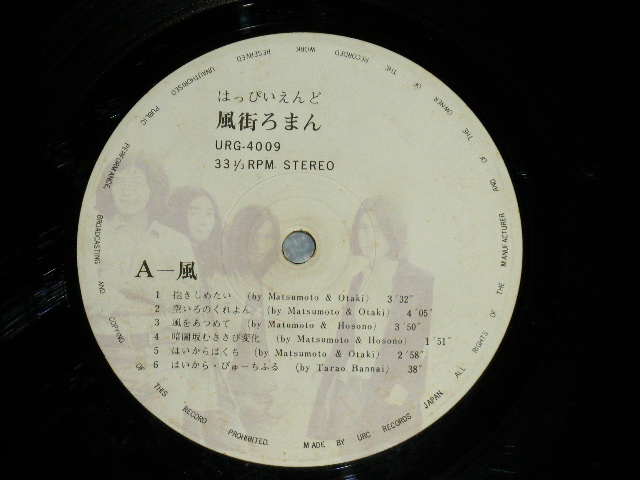 はっぴいえんど
風街ろまん
URG-4009
33 1/3 RPM STEREO
A—風
1 抱きしめたい (by Matsumoto & Otaki) 3′32″
2 空いろのくれよん (by Matsumoto & Otaki) 4′05″
3 風をあつめて (by Matumoto & Hosono) 3′50″
4 暗闇坂むささび変化 (by Matsumoto & Hosono) 1′51″
5 はいからはくち (by Matsumoto & Otaki) 2′58″
6 はいから・びゅーちふる (by Tarao Bannai) 38″
MADE BY URC RECORDS JAPAN. ALL RIGHTS OF THE MANUFACTURER AND OF THE OWNER OF THE RECORDED WORK RESERVED UNAUTHORISED PUBLIC PERFORMANCE, BROADCASTING AND COPYING OF THIS RECORD PROHIBITED.